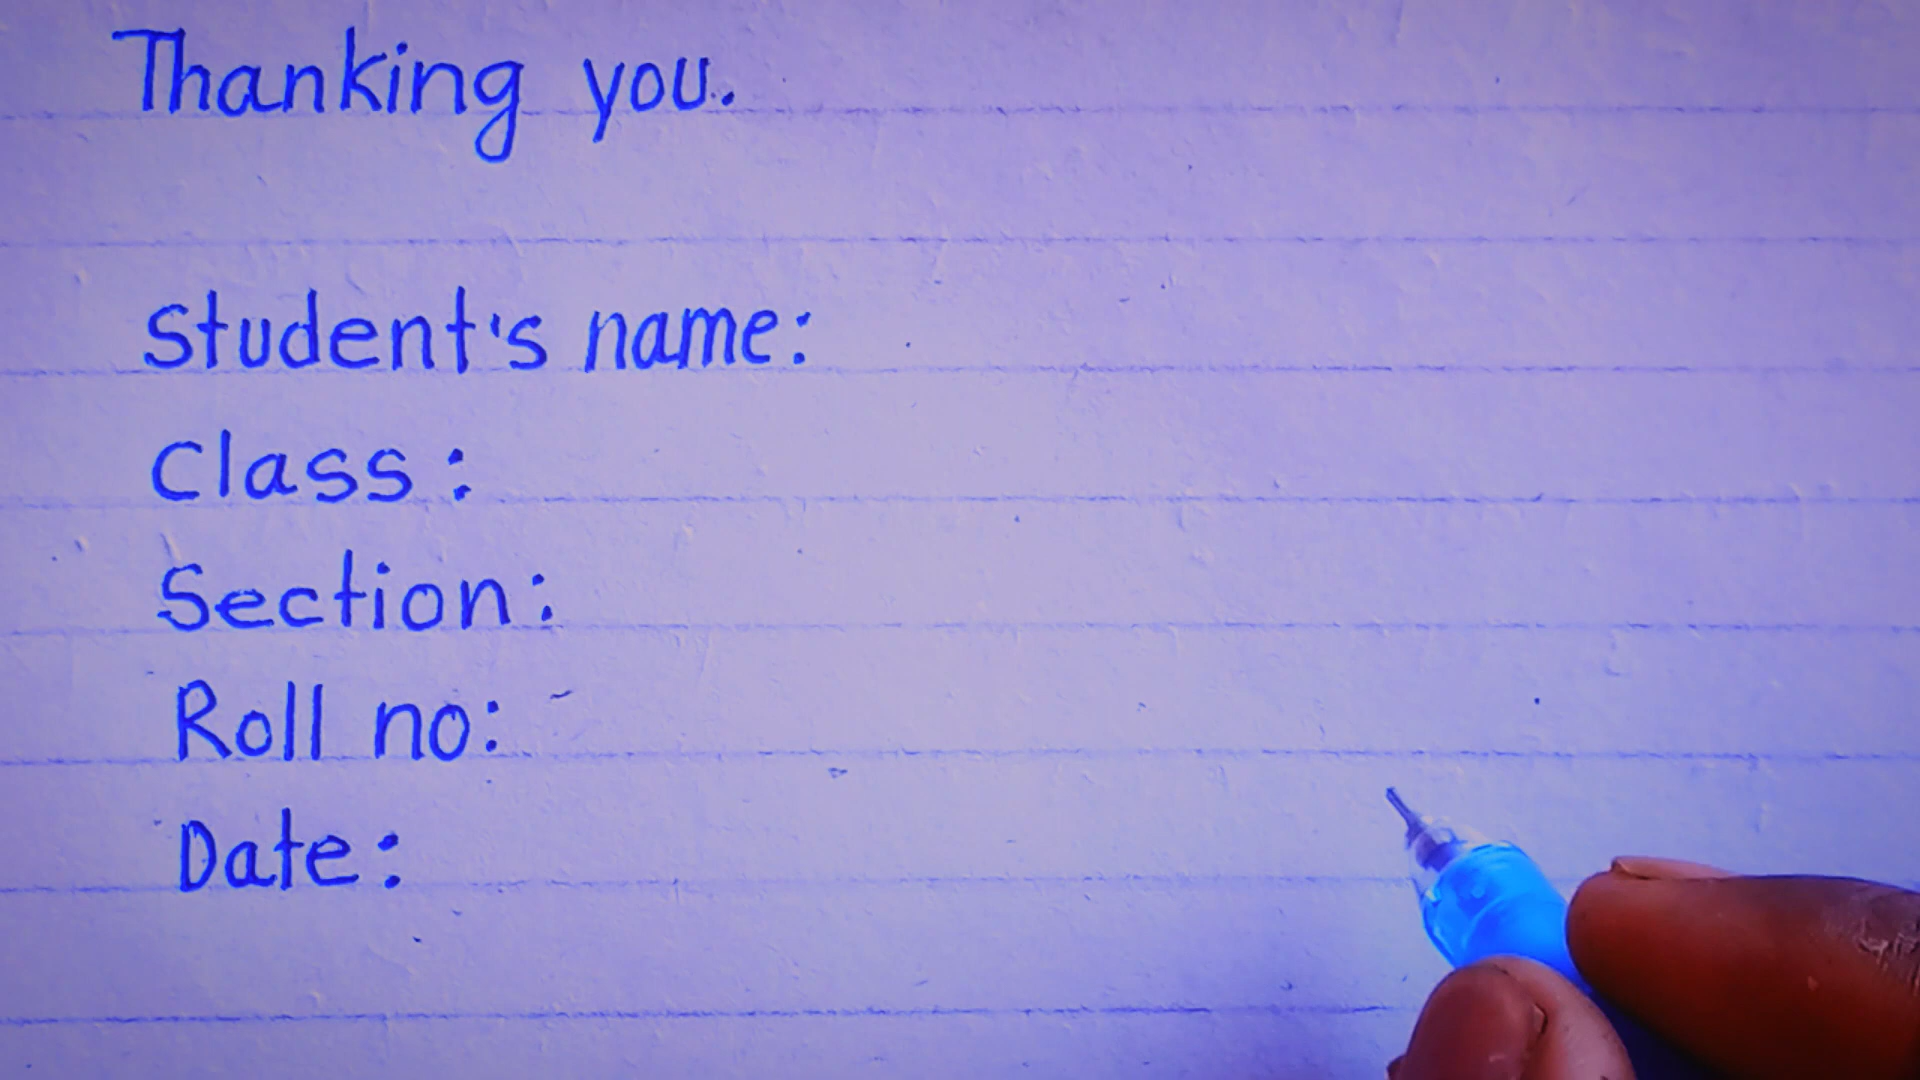 Thanking you.
Student's name:
Class:
Section:
Roll no:
Date: